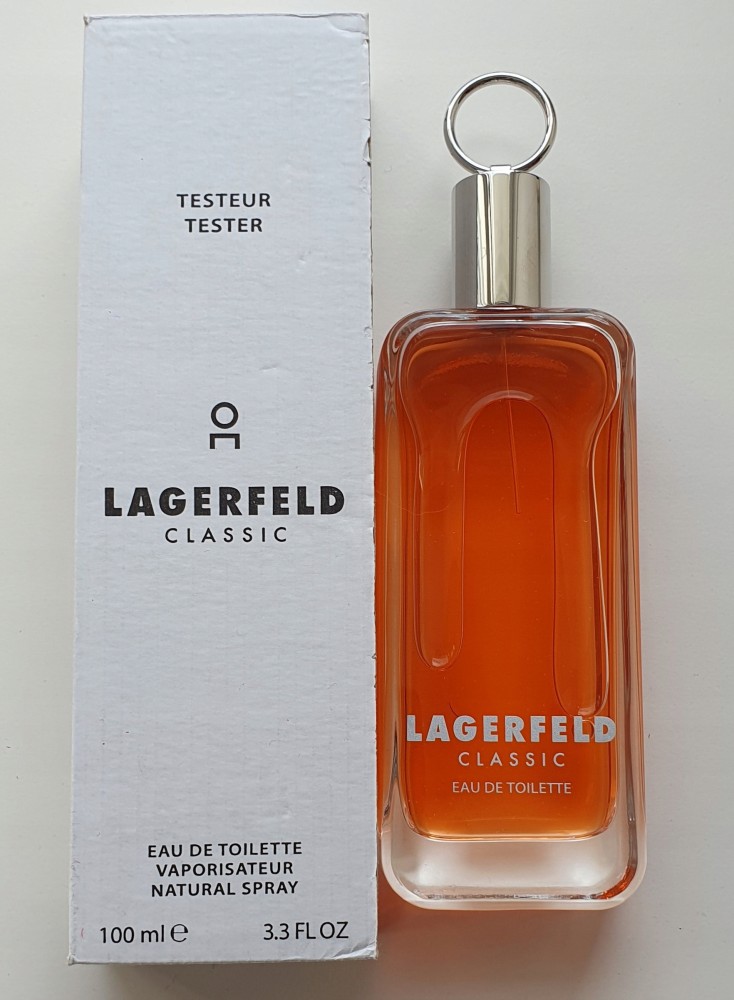 TESTEUR
TESTER
LAGERFELD
CLASSIC
EAU DE TOILETTE
VAPORISATEUR
NATURAL SPRAY
100 ml ℮ 3.3 FL OZ
LAGERFELD
CLASSIC
EAU DE TOILETTE